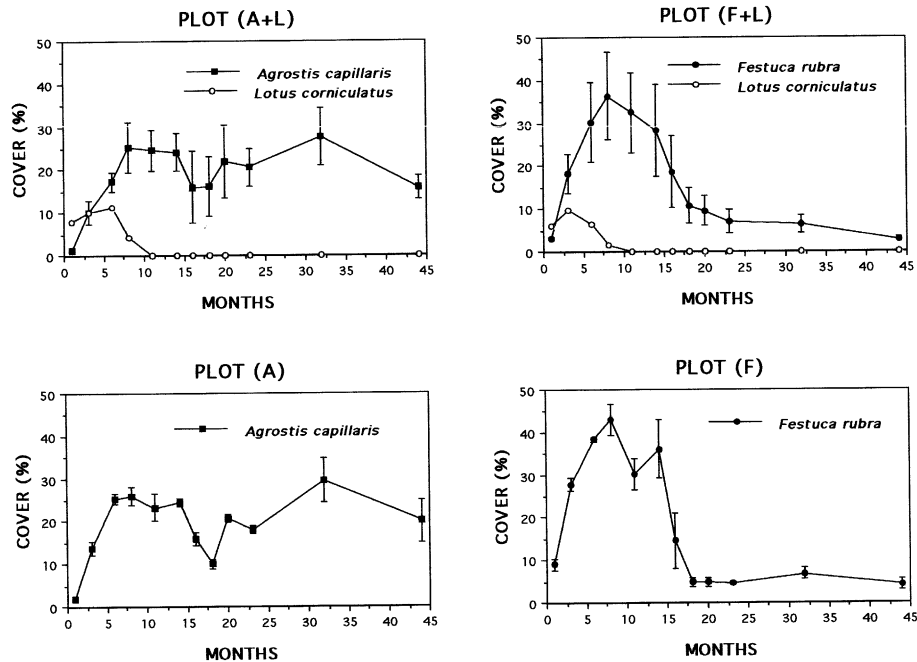 PLOT (A+L)
50
40
30
20
10
0
COVER (%)
Agrostis capillaris
Lotus corniculatus
0 5 10 15 20 25 30 35 40 45
MONTHS
PLOT (F+L)
50
40
30
20
10
0
COVER (%)
Festuca rubra
Lotus corniculatus
0 5 10 15 20 25 30 35 40 45
MONTHS
PLOT (A)
50
40
30
20
10
0
COVER (%)
Agrostis capillaris
0 5 10 15 20 25 30 35 40 45
MONTHS
PLOT (F)
50
40
30
20
10
0
COVER (%)
Festuca rubra
0 5 10 15 20 25 30 35 40 45
MONTHS